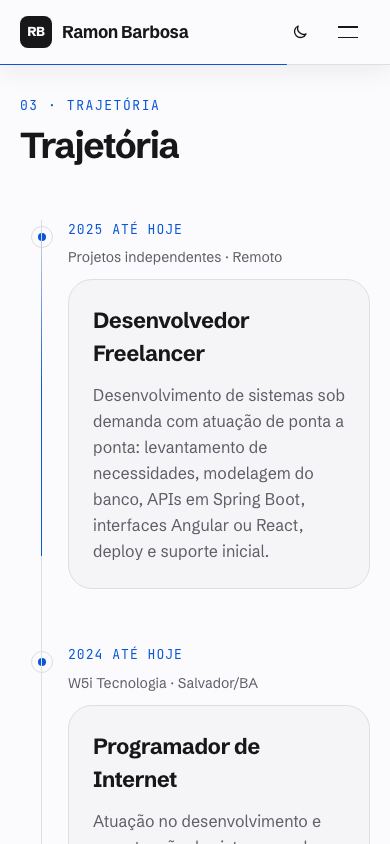 RB Ramon Barbosa
03 · TRAJETÓRIA
Trajetória
2025 ATÉ HOJE
Projetos independentes · Remoto
Desenvolvedor
Freelancer
Desenvolvimento de sistemas sob
demanda com atuação de ponta a
ponta: levantamento de
necessidades, modelagem do
banco, APIs em Spring Boot,
interfaces Angular ou React,
deploy e suporte inicial.
2024 ATÉ HOJE
W5i Tecnologia · Salvador/BA
Programador de
Internet
Atuação no desenvolvimento e